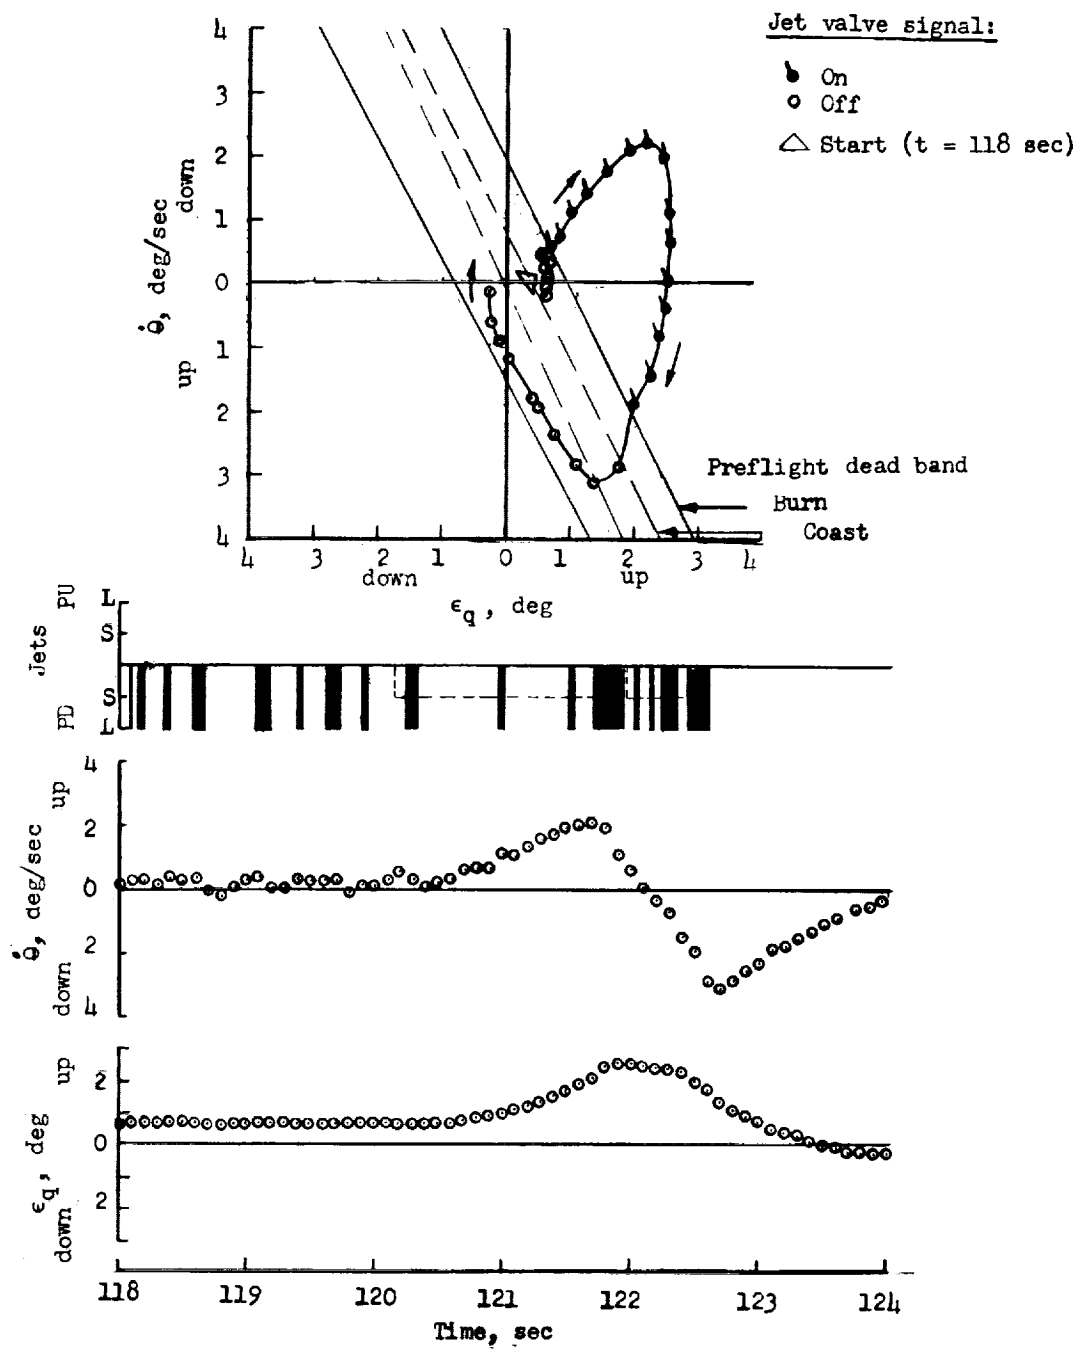 Jet valve signal:
On
Off
Start (t = 118 sec)
4
3
2
1
0
1
2
3
4
θ̇, deg/sec
up
down
Preflight dead band
Burn
Coast
4 3 2 1 0 1 2 3 4
down up
ϵq, deg
Jets
PU
PD
L
S
S
L
θ̇, deg/sec
up
down
4
2
0
2
4
ϵq, deg
up
down
2
0
2
118 119 120 121 122 123 124
Time, sec